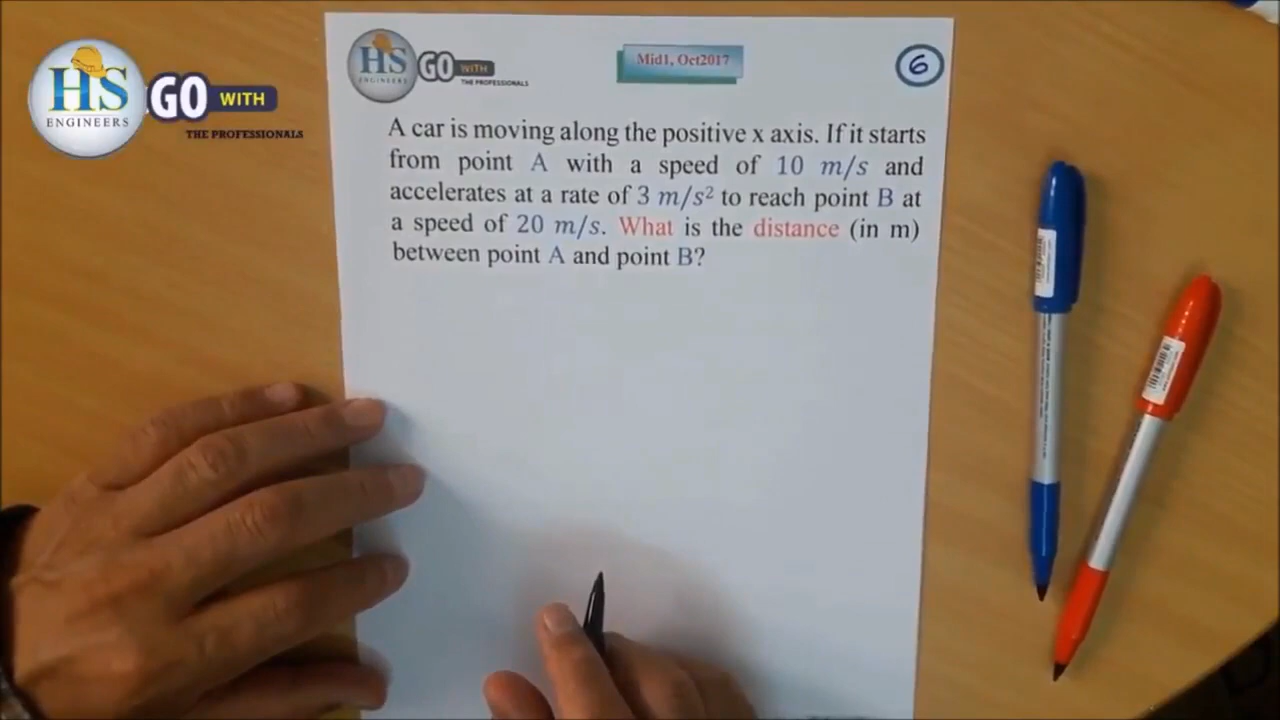 HS
ENGINEERS
GO WITH
THE PROFESSIONALS
HS
ENGINEERS
GO WITH
THE PROFESSIONALS
Mid1, Oct2017
6
A car is moving along the positive x axis. If it starts
from point A with a speed of 10 m/s and
accelerates at a rate of 3 m/s² to reach point B at
a speed of 20 m/s. What is the distance (in m)
between point A and point B?